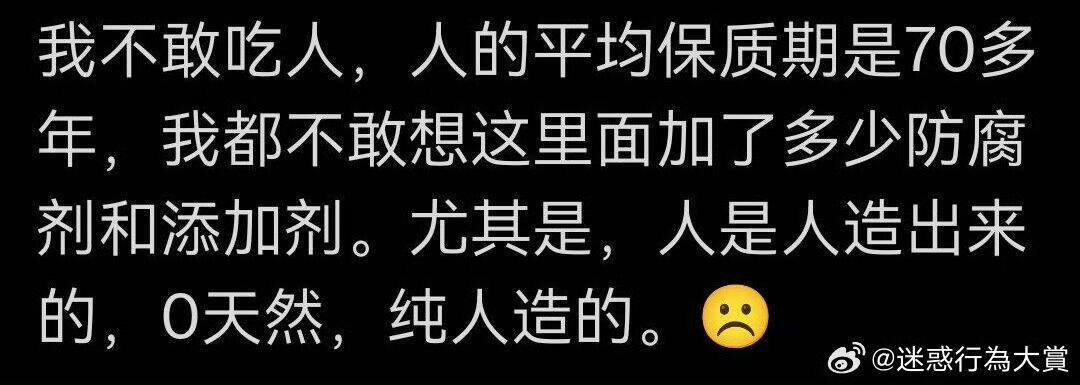 我不敢吃人，人的平均保质期是70多
年，我都不敢想这里面加了多少防腐
剂和添加剂。尤其是，人是人造出来
的，0天然，纯人造的。☹️
@迷惑行為大賞